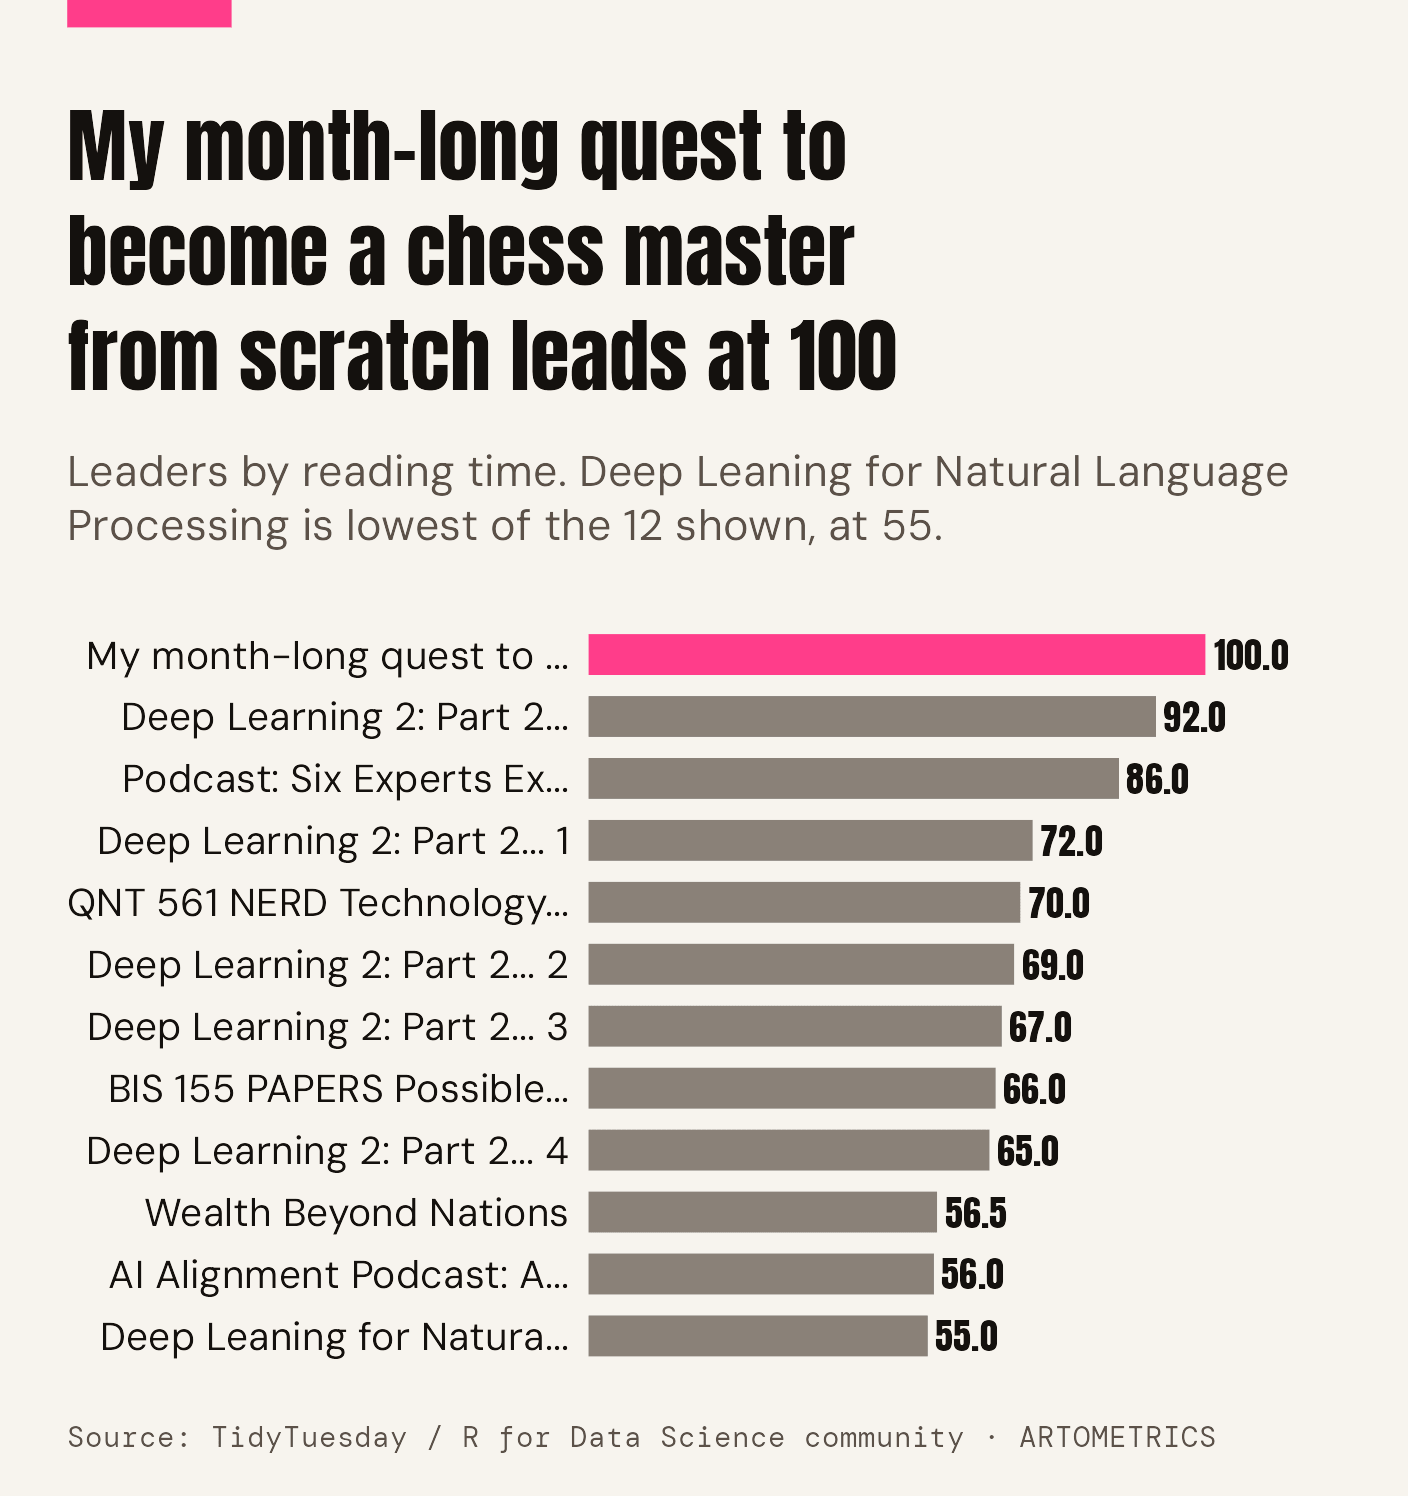 My month-long quest to
become a chess master
from scratch leads at 100
Leaders by reading time. Deep Leaning for Natural Language
Processing is lowest of the 12 shown, at 55.
My month-long quest to ... 100.0
Deep Learning 2: Part 2... 92.0
Podcast: Six Experts Ex... 86.0
Deep Learning 2: Part 2... 1 72.0
QNT 561 NERD Technology... 70.0
Deep Learning 2: Part 2... 2 69.0
Deep Learning 2: Part 2... 3 67.0
BIS 155 PAPERS Possible... 66.0
Deep Learning 2: Part 2... 4 65.0
Wealth Beyond Nations 56.5
AI Alignment Podcast: A... 56.0
Deep Leaning for Natura... 55.0
Source: TidyTuesday / R for Data Science community · ARTOMETRICS